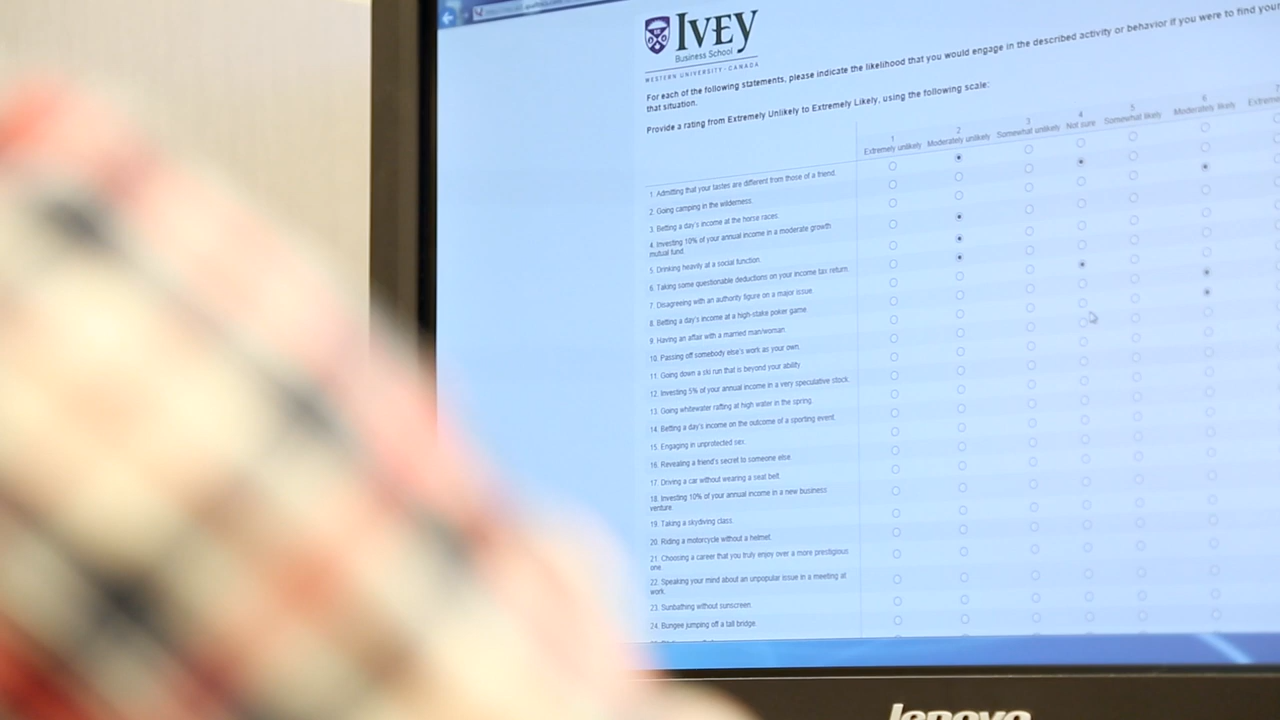 IVEY
Business School
WESTERN UNIVERSITY · CANADA
For each of the following statements, please indicate the likelihood that you would engage in the described activity or behavior if you were to find your
that situation.
Provide a rating from Extremely Unlikely to Extremely Likely, using the following scale:
1 2 3 4 5 6 7
Extremely unlikely Moderately unlikely Somewhat unlikely Not sure Somewhat likely Moderately likely Extreme
1. Admitting that your tastes are different from those of a friend.
2. Going camping in the wilderness.
3. Betting a day's income at the horse races.
4. Investing 10% of your annual income in a moderate growth
mutual fund.
5. Drinking heavily at a social function.
6. Taking some questionable deductions on your income tax return.
7. Disagreeing with an authority figure on a major issue.
8. Betting a day's income at a high-stake poker game.
9. Having an affair with a married man/woman.
10. Passing off somebody else's work as your own.
11. Going down a ski run that is beyond your ability.
12. Investing 5% of your annual income in a very speculative stock.
13. Going whitewater rafting at high water in the spring.
14. Betting a day's income on the outcome of a sporting event.
15. Engaging in unprotected sex.
16. Revealing a friend's secret to someone else.
17. Driving a car without wearing a seat belt.
18. Investing 10% of your annual income in a new business
venture.
19. Taking a skydiving class.
20. Riding a motorcycle without a helmet.
21. Choosing a career that you truly enjoy over a more prestigious
one.
22. Speaking your mind about an unpopular issue in a meeting at
work.
23. Sunbathing without sunscreen.
24. Bungee jumping off a tall bridge.
lenovo